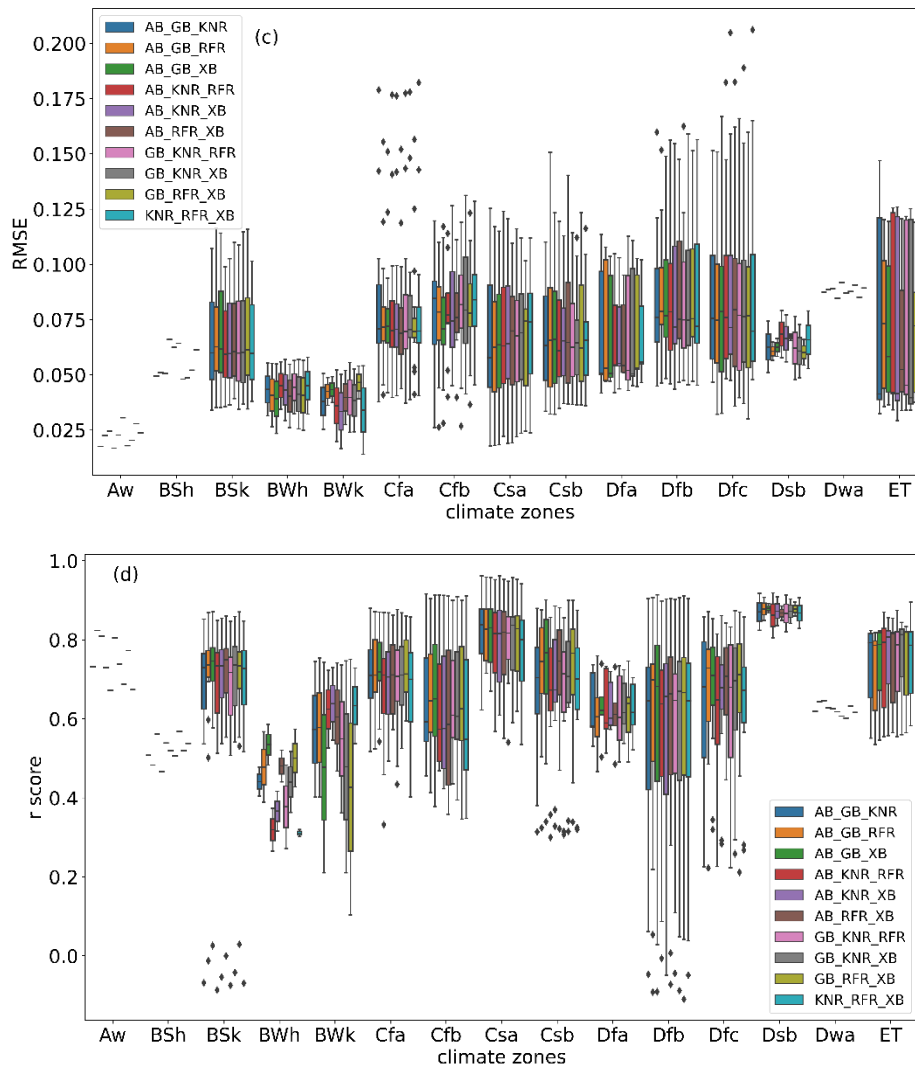 (c)
AB_GB_KNR
AB_GB_RFR
AB_GB_XB
AB_KNR_RFR
AB_KNR_XB
AB_RFR_XB
GB_KNR_RFR
GB_KNR_XB
GB_RFR_XB
KNR_RFR_XB
0.200
0.175
0.150
0.125
0.100
0.075
0.050
0.025
RMSE
Aw BSh BSk BWh BWk Cfa Cfb Csa Csb Dfa Dfb Dfc Dsb Dwa ET
climate zones
(d)
1.0
0.8
0.6
0.4
0.2
0.0
r score
AB_GB_KNR
AB_GB_RFR
AB_GB_XB
AB_KNR_RFR
AB_KNR_XB
AB_RFR_XB
GB_KNR_RFR
GB_KNR_XB
GB_RFR_XB
KNR_RFR_XB
Aw BSh BSk BWh BWk Cfa Cfb Csa Csb Dfa Dfb Dfc Dsb Dwa ET
climate zones